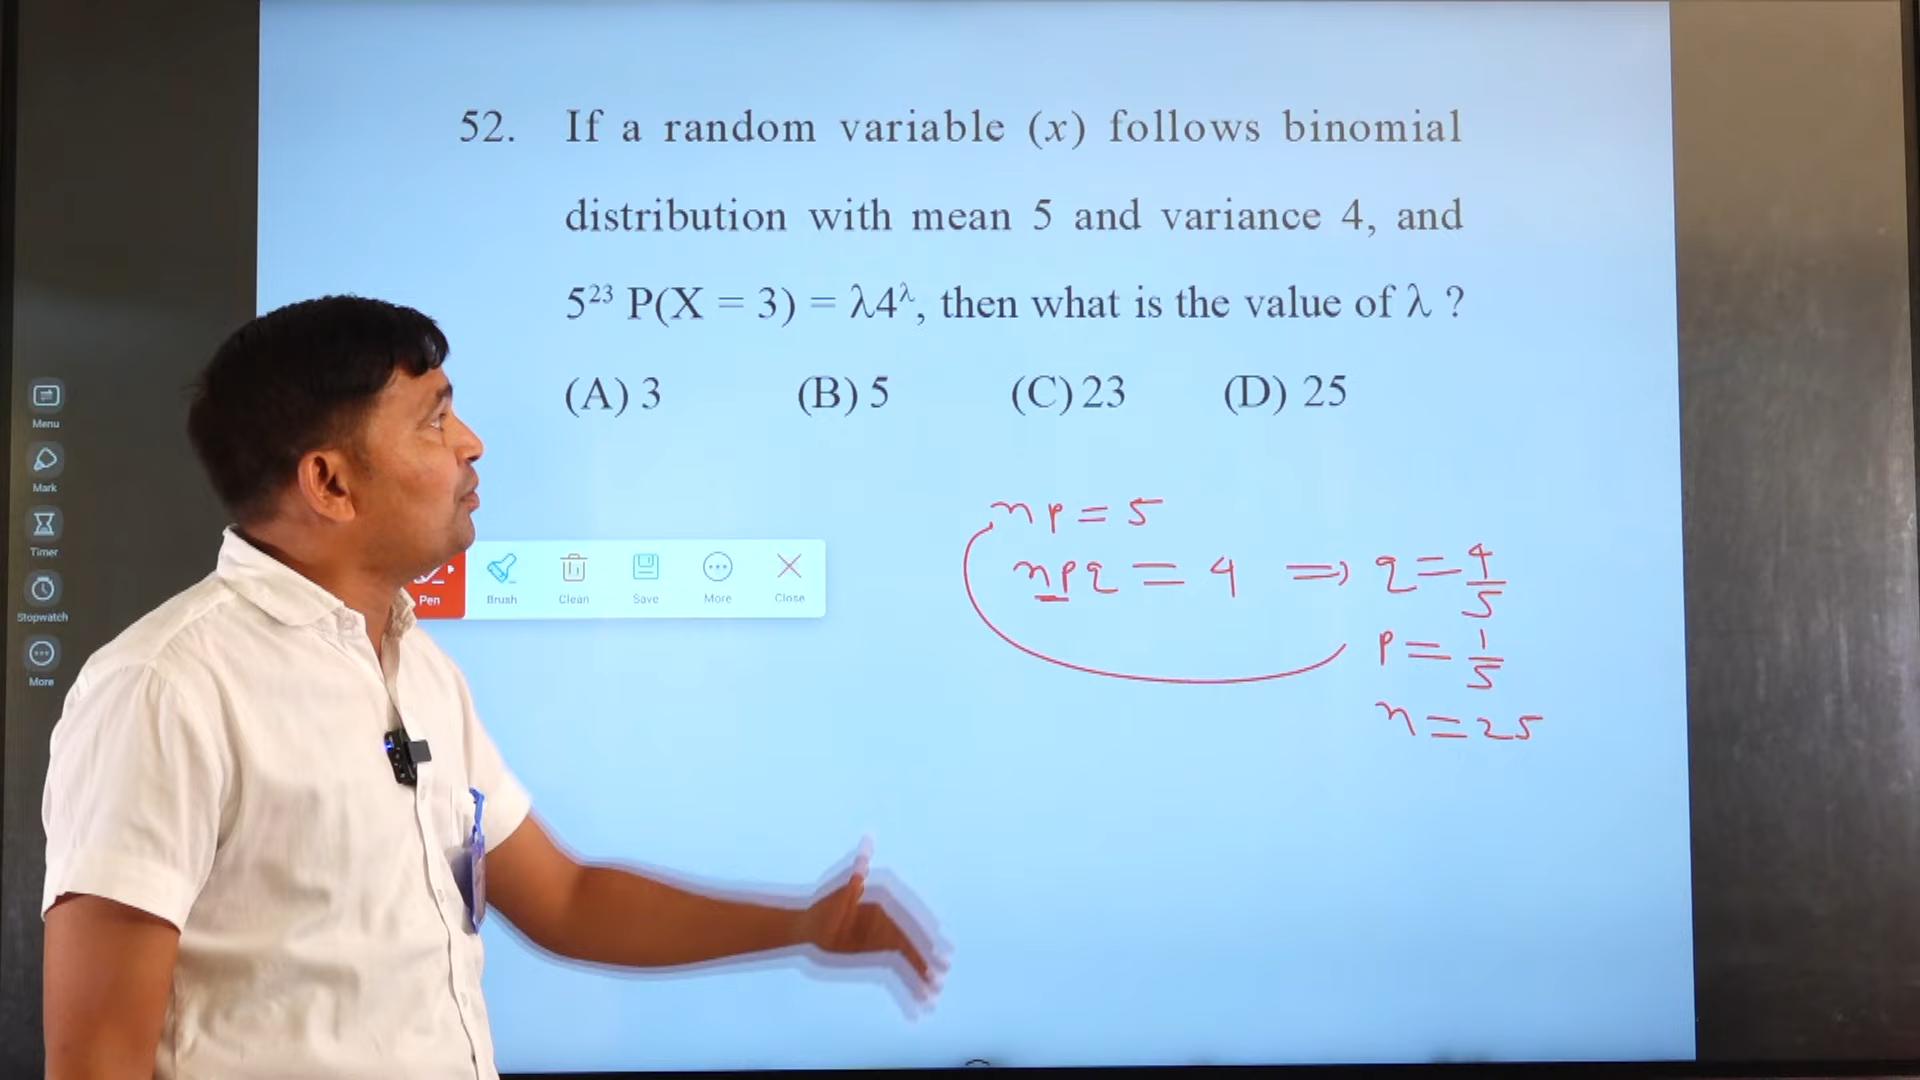 52. If a random variable (x) follows binomial
distribution with mean 5 and variance 4, and
5²³ P(X = 3) = λ4^λ, then what is the value of λ ?
(A) 3 (B) 5 (C) 23 (D) 25
np = 5
npq = 4 ⇒ q = 4/5
p = 1/5
n = 25
Menu
Mark
Timer
Stopwatch
More
Pen Brush Clean Save More Close